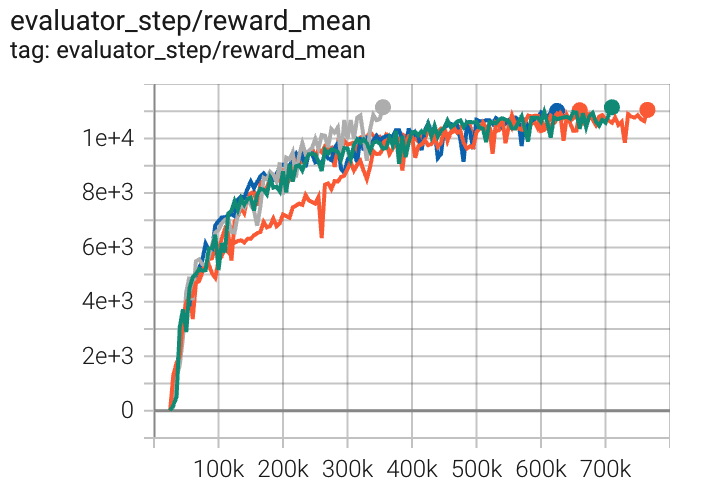 evaluator_step/reward_mean
tag: evaluator_step/reward_mean
1e+4
8e+3
6e+3
4e+3
2e+3
0
100k 200k 300k 400k 500k 600k 700k